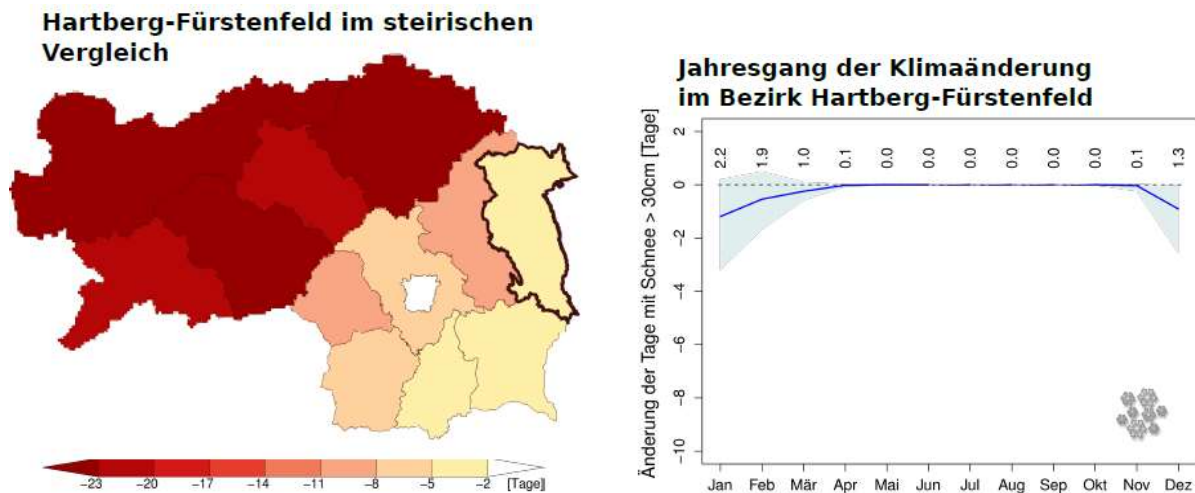 Hartberg-Fürstenfeld im steirischen
Vergleich
−23 −20 −17 −14 −11 −8 −5 −2 [Tage]
Jahresgang der Klimaänderung
im Bezirk Hartberg-Fürstenfeld
Änderung der Tage mit Schnee > 30cm [Tage]
2
0
−2
−4
−6
−8
−10
2.2 1.9 1.0 0.1 0.0 0.0 0.0 0.0 0.0 0.0 0.1 1.3
Jan Feb Mär Apr Mai Jun Jul Aug Sep Okt Nov Dez